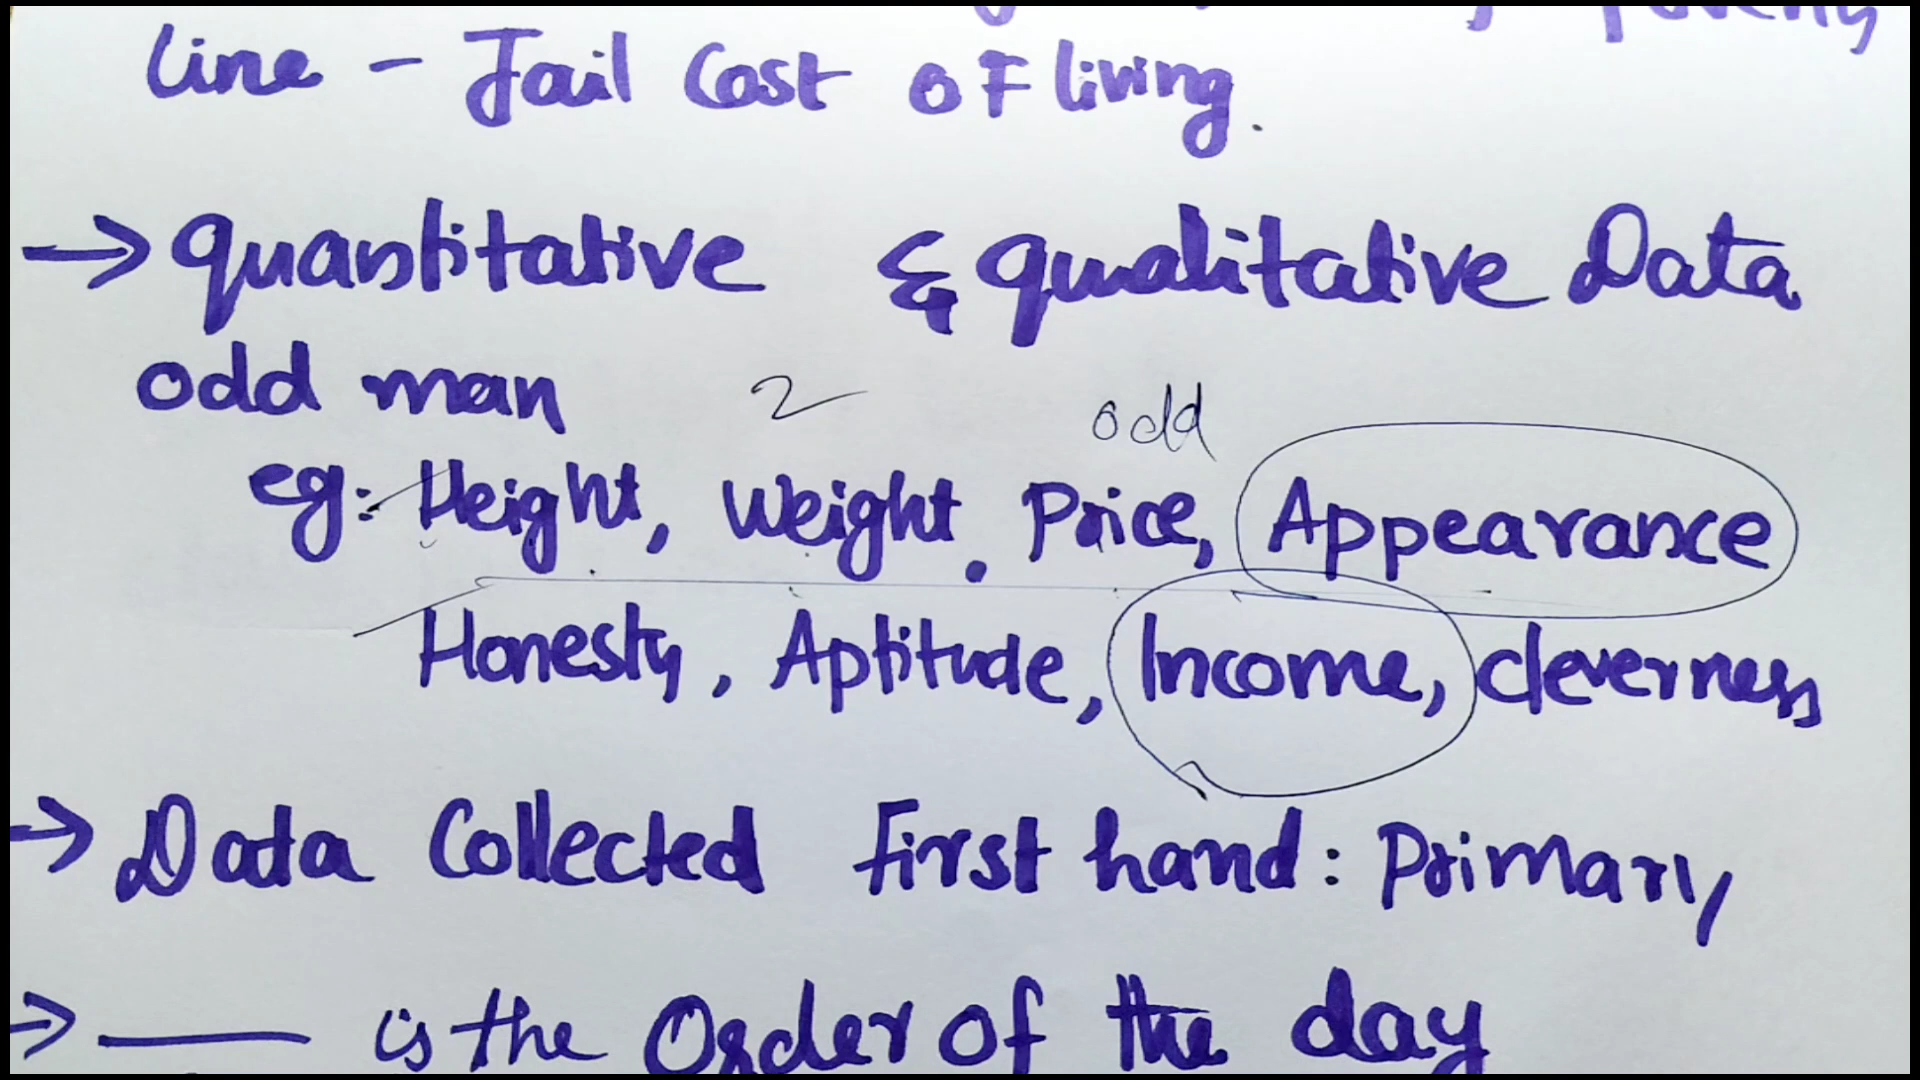 Line - Jail Cost of living.
→ quantitative & qualitative Data
odd man 2 odd
eg: Height, Weight, Price, Appearance
Honesty, Aptitude, Income, cleverness
→ Data Collected First hand: Primary
→ ___ is the Order of the day